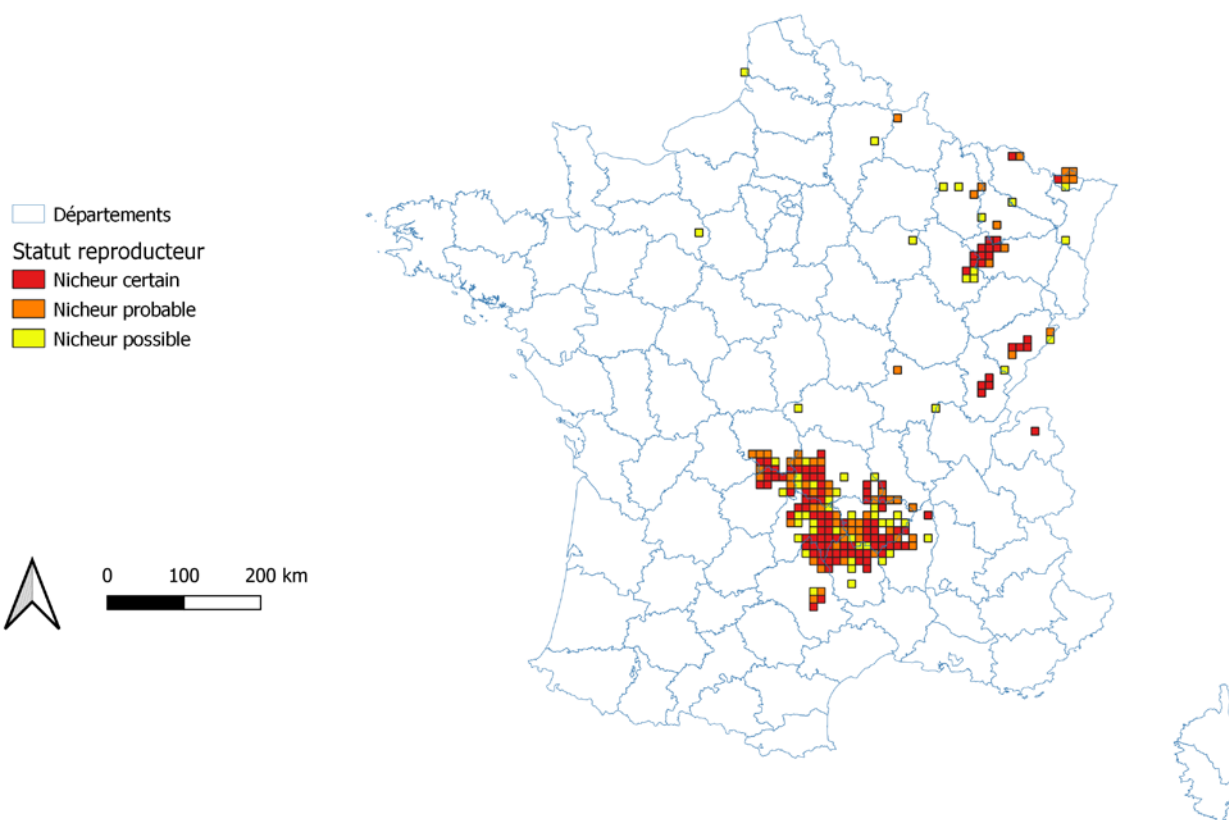 Départements
Statut reproducteur
Nicheur certain
Nicheur probable
Nicheur possible
0 100 200 km